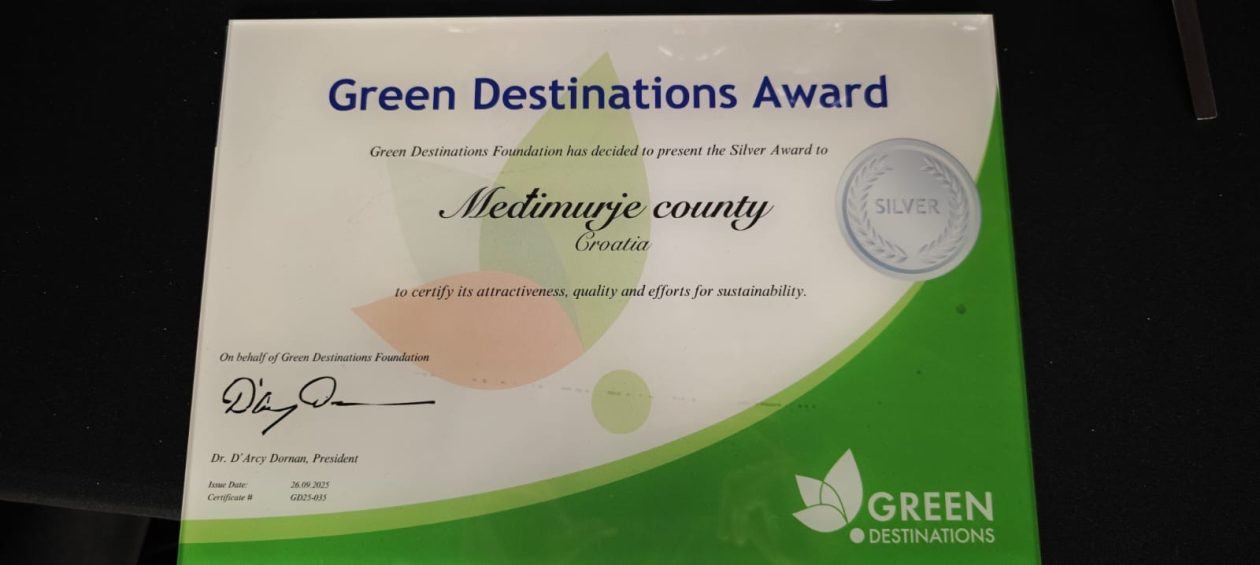 Green Destinations Award
Green Destinations Foundation has decided to present the Silver Award to
Međimurje county
Croatia
SILVER
to certify its attractiveness, quality and efforts for sustainability.
On behalf of Green Destinations Foundation
Dr. D'Arcy Dornan, President
Issue Date: 26.09.2025
Certificate # GD25-035
GREEN
DESTINATIONS